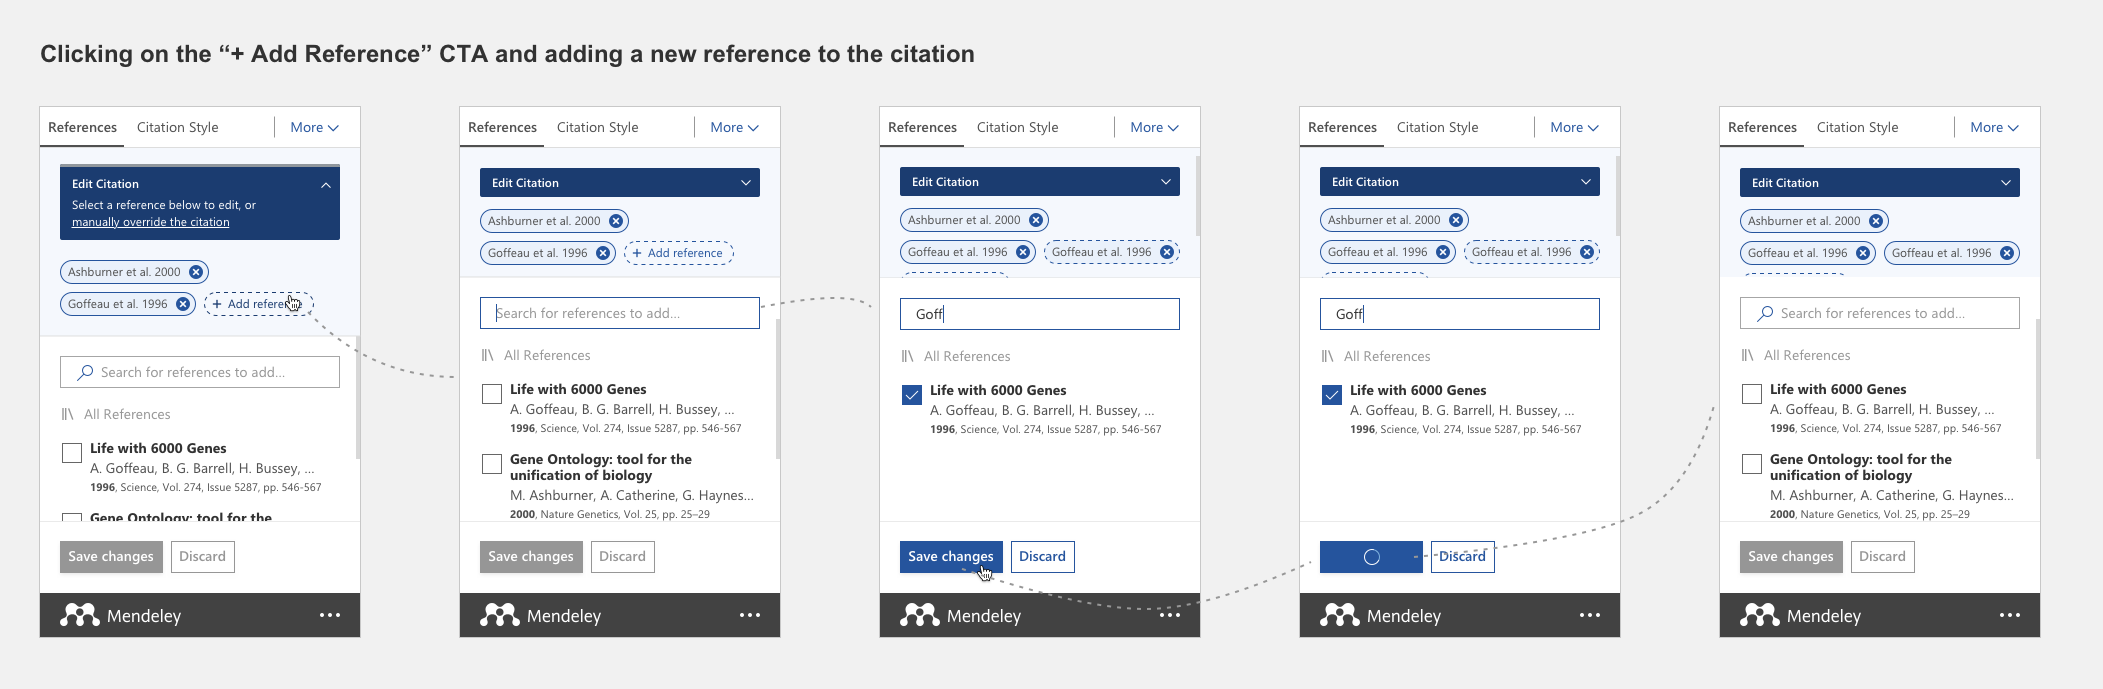 Clicking on the “+ Add Reference” CTA and adding a new reference to the citation
References Citation Style More
Edit Citation
Select a reference below to edit, or
manually override the citation
Ashburner et al. 2000
Goffeau et al. 1996 + Add reference
Search for references to add...
All References
Life with 6000 Genes
A. Goffeau, B. G. Barrell, H. Bussey, ...
1996, Science, Vol. 274, Issue 5287, pp. 546-567
Gene Ontology: tool for the
Save changes Discard
Mendeley
References Citation Style More
Edit Citation
Ashburner et al. 2000
Goffeau et al. 1996 + Add reference
Search for references to add...
All References
Life with 6000 Genes
A. Goffeau, B. G. Barrell, H. Bussey, ...
1996, Science, Vol. 274, Issue 5287, pp. 546-567
Gene Ontology: tool for the
unification of biology
M. Ashburner, A. Catherine, G. Haynes...
2000, Nature Genetics, Vol. 25, pp. 25–29
Save changes Discard
Mendeley
References Citation Style More
Edit Citation
Ashburner et al. 2000
Goffeau et al. 1996 Goffeau et al. 1996
Goff
All References
Life with 6000 Genes
A. Goffeau, B. G. Barrell, H. Bussey, ...
1996, Science, Vol. 274, Issue 5287, pp. 546-567
Save changes Discard
Mendeley
References Citation Style More
Edit Citation
Ashburner et al. 2000
Goffeau et al. 1996 Goffeau et al. 1996
Goff
All References
Life with 6000 Genes
A. Goffeau, B. G. Barrell, H. Bussey, ...
1996, Science, Vol. 274, Issue 5287, pp. 546-567
Discard
Mendeley
References Citation Style More
Edit Citation
Ashburner et al. 2000
Goffeau et al. 1996 Goffeau et al. 1996
Search for references to add...
All References
Life with 6000 Genes
A. Goffeau, B. G. Barrell, H. Bussey, ...
1996, Science, Vol. 274, Issue 5287, pp. 546-567
Gene Ontology: tool for the
unification of biology
M. Ashburner, A. Catherine, G. Haynes...
2000, Nature Genetics, Vol. 25, pp. 25–29
Save changes Discard
Mendeley